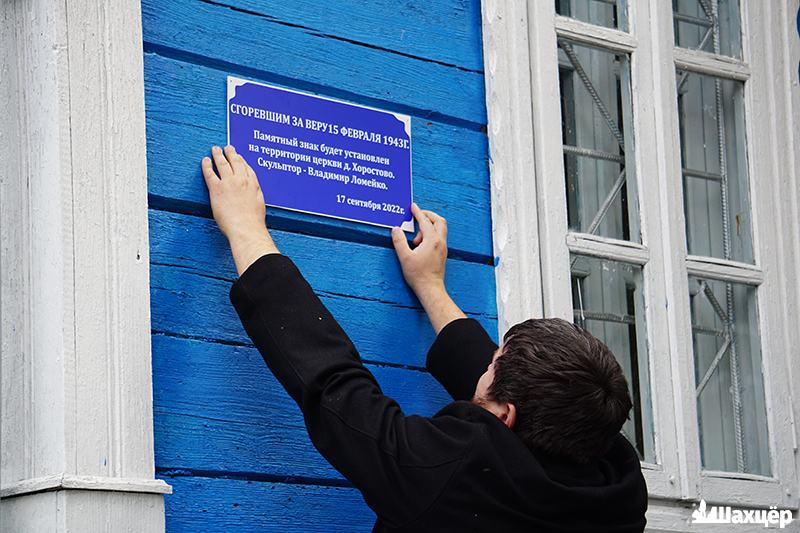 СГОРЕВШИМ ЗА ВЕРУ15 ФЕВРАЛЯ 1943Г.
Памятный знак будет установлен
на территории церкви д. Хоростово.
Скульптор - Владимир Ломейко.
17 сентября 2022г.
Шахцёр